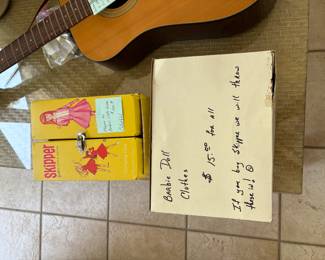 SKIPPER
Barbie Doll
Clothes
$ 15.00 for all
If you buy Skipper we will throw
these in! ☺